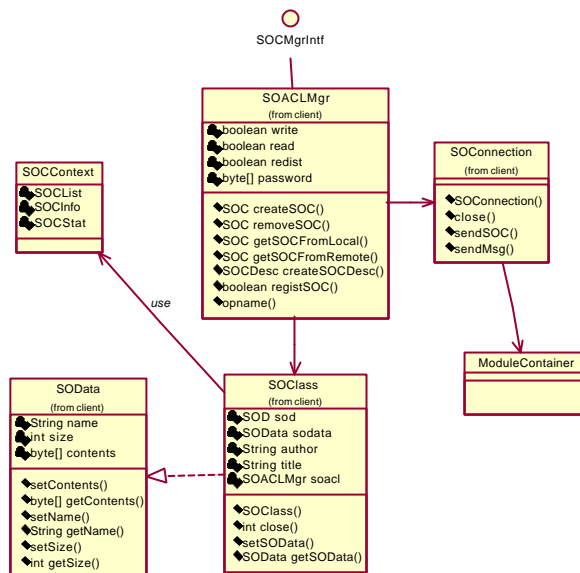 SOCMgrIntf
SOACLMgr
(from client)
boolean write
boolean read
boolean redist
byte[] password
SOC createSOC()
SOC removeSOC()
SOC getSOCFromLocal()
SOC getSOCFromRemote()
SOCDesc createSOCDesc()
boolean registSOC()
opname()
SOConnection
(from client)
SOConnection()
close()
sendSOC()
sendMsg()
SOCContext
SOCList
SOCInfo
SOCStat
use
ModuleContainer
SOData
(from client)
String name
int size
byte[] contents
setContents()
byte[] getContents()
setName()
String getName()
setSize()
int getSize()
SOClass
(from client)
SOD sod
SOData sodata
String author
String title
SOACLMgr soacl
SOClass()
int close()
setSOData()
SOData getSOData()